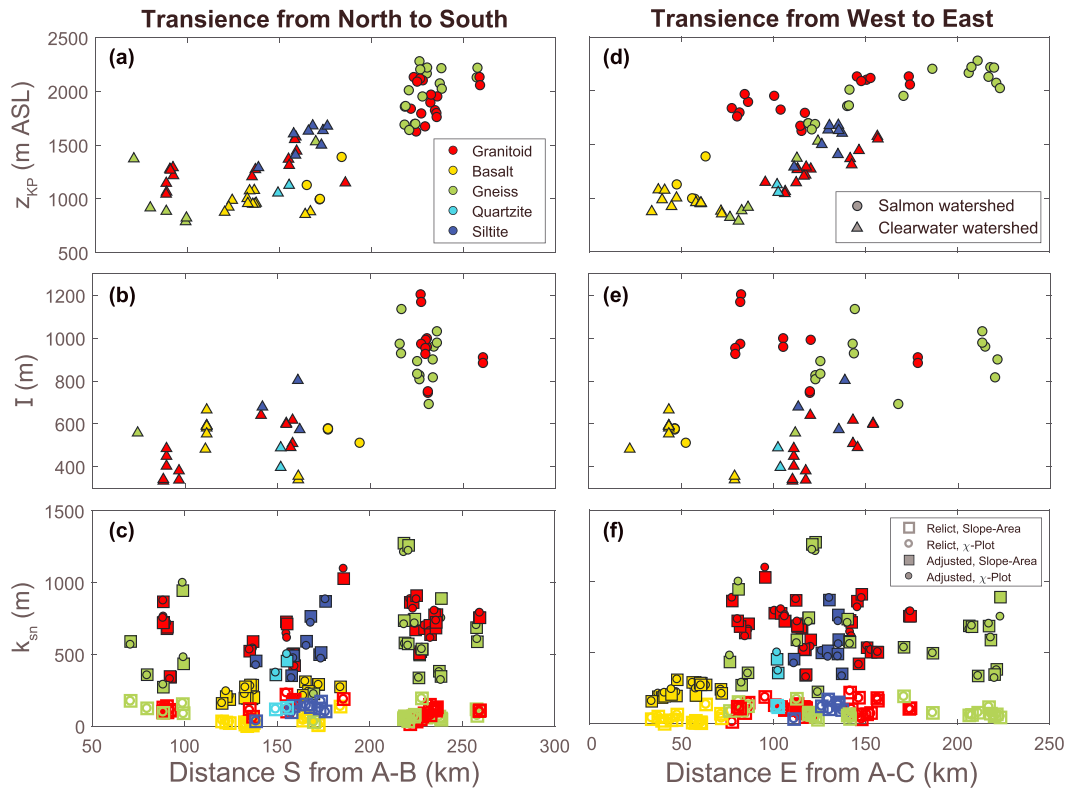 Transience from North to South
Transience from West to East
(a)
(d)
2500
2000
1500
1000
500
z_KP (m ASL)
Granitoid
Basalt
Gneiss
Quartzite
Siltite
Salmon watershed
Clearwater watershed
(b)
(e)
1200
1000
800
600
400
I (m)
(c)
(f)
1500
1000
500
0
k_sn (m)
Relict, Slope-Area
Relict, χ-Plot
Adjusted, Slope-Area
Adjusted, χ-Plot
50 100 150 200 250 300
0 50 100 150 200 250
Distance S from A-B (km)
Distance E from A-C (km)